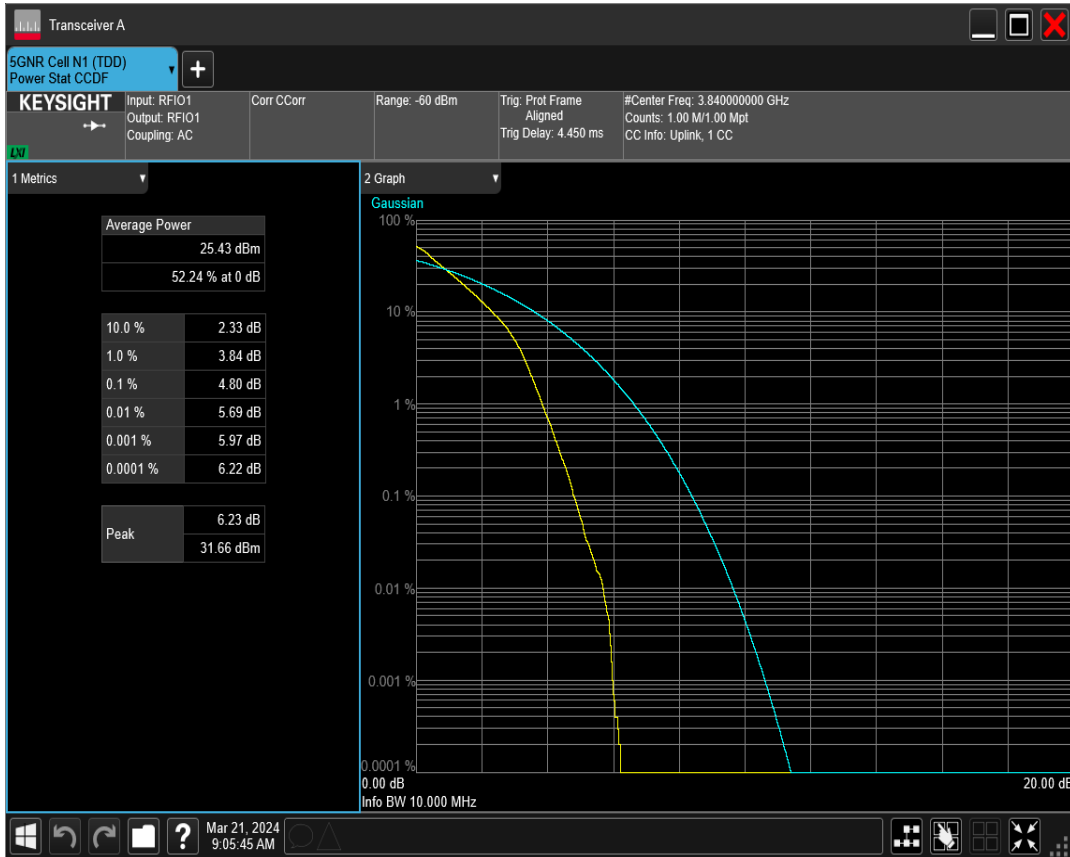 Transceiver A
5GNR Cell N1 (TDD)
Power Stat CCDF
+
KEYSIGHT
LXI
Input: RFIO1
Output: RFIO1
Coupling: AC
Corr CCorr
Range: -60 dBm
Trig: Prot Frame
Aligned
Trig Delay: 4.450 ms
#Center Freq: 3.840000000 GHz
Counts: 1.00 M/1.00 Mpt
CC Info: Uplink, 1 CC
1 Metrics
Average Power
25.43 dBm
52.24 % at 0 dB
10.0 % 2.33 dB
1.0 % 3.84 dB
0.1 % 4.80 dB
0.01 % 5.69 dB
0.001 % 5.97 dB
0.0001 % 6.22 dB
Peak 6.23 dB
31.66 dBm
2 Graph
Gaussian
100 %
10 %
1 %
0.1 %
0.01 %
0.001 %
0.0001 %
0.00 dB 20.00 dB
Info BW 10.000 MHz
?
Mar 21, 2024
9:05:45 AM